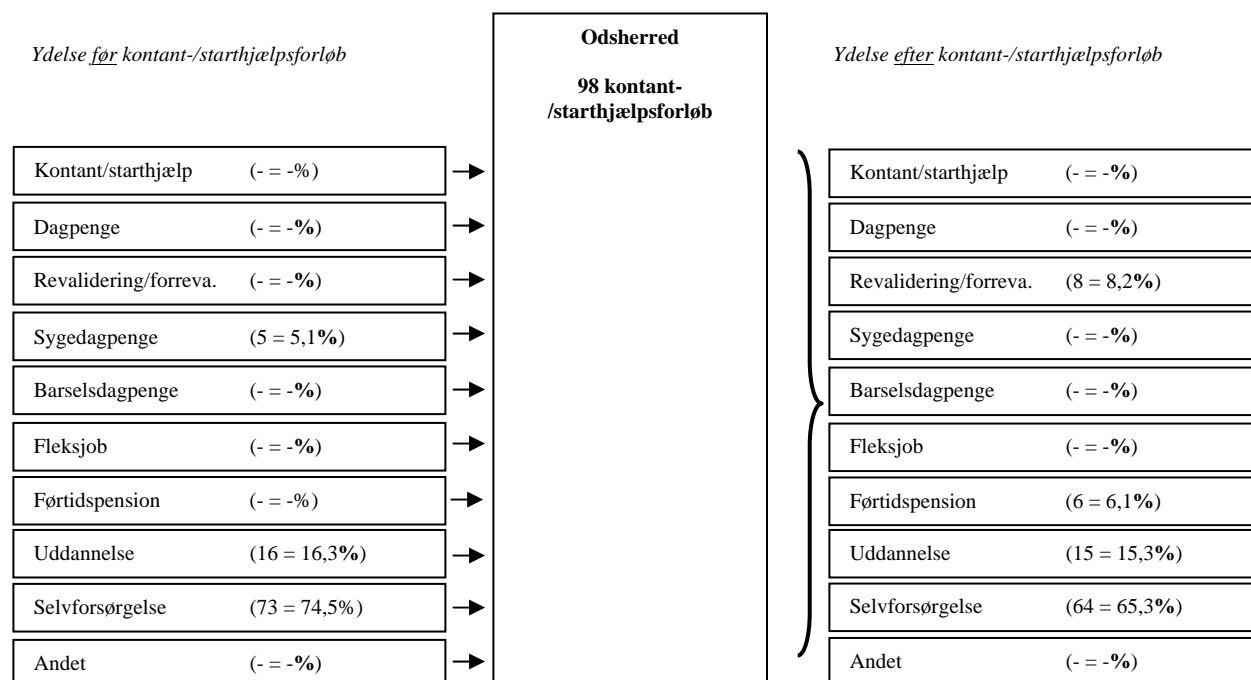 Ydelse før kontant-/starthjælpsforløb
Kontant/starthjælp (- = -%)
Dagpenge (- = -%)
Revalidering/forreva. (- = -%)
Sygedagpenge (5 = 5,1%)
Barselsdagpenge (- = -%)
Fleksjob (- = -%)
Førtidspension (- = -%)
Uddannelse (16 = 16,3%)
Selvforsørgelse (73 = 74,5%)
Andet (- = -%)
Odsherred
98 kontant-
/starthjælpsforløb
Ydelse efter kontant-/starthjælpsforløb
Kontant/starthjælp (- = -%)
Dagpenge (- = -%)
Revalidering/forreva. (8 = 8,2%)
Sygedagpenge (- = -%)
Barselsdagpenge (- = -%)
Fleksjob (- = -%)
Førtidspension (6 = 6,1%)
Uddannelse (15 = 15,3%)
Selvforsørgelse (64 = 65,3%)
Andet (- = -%)